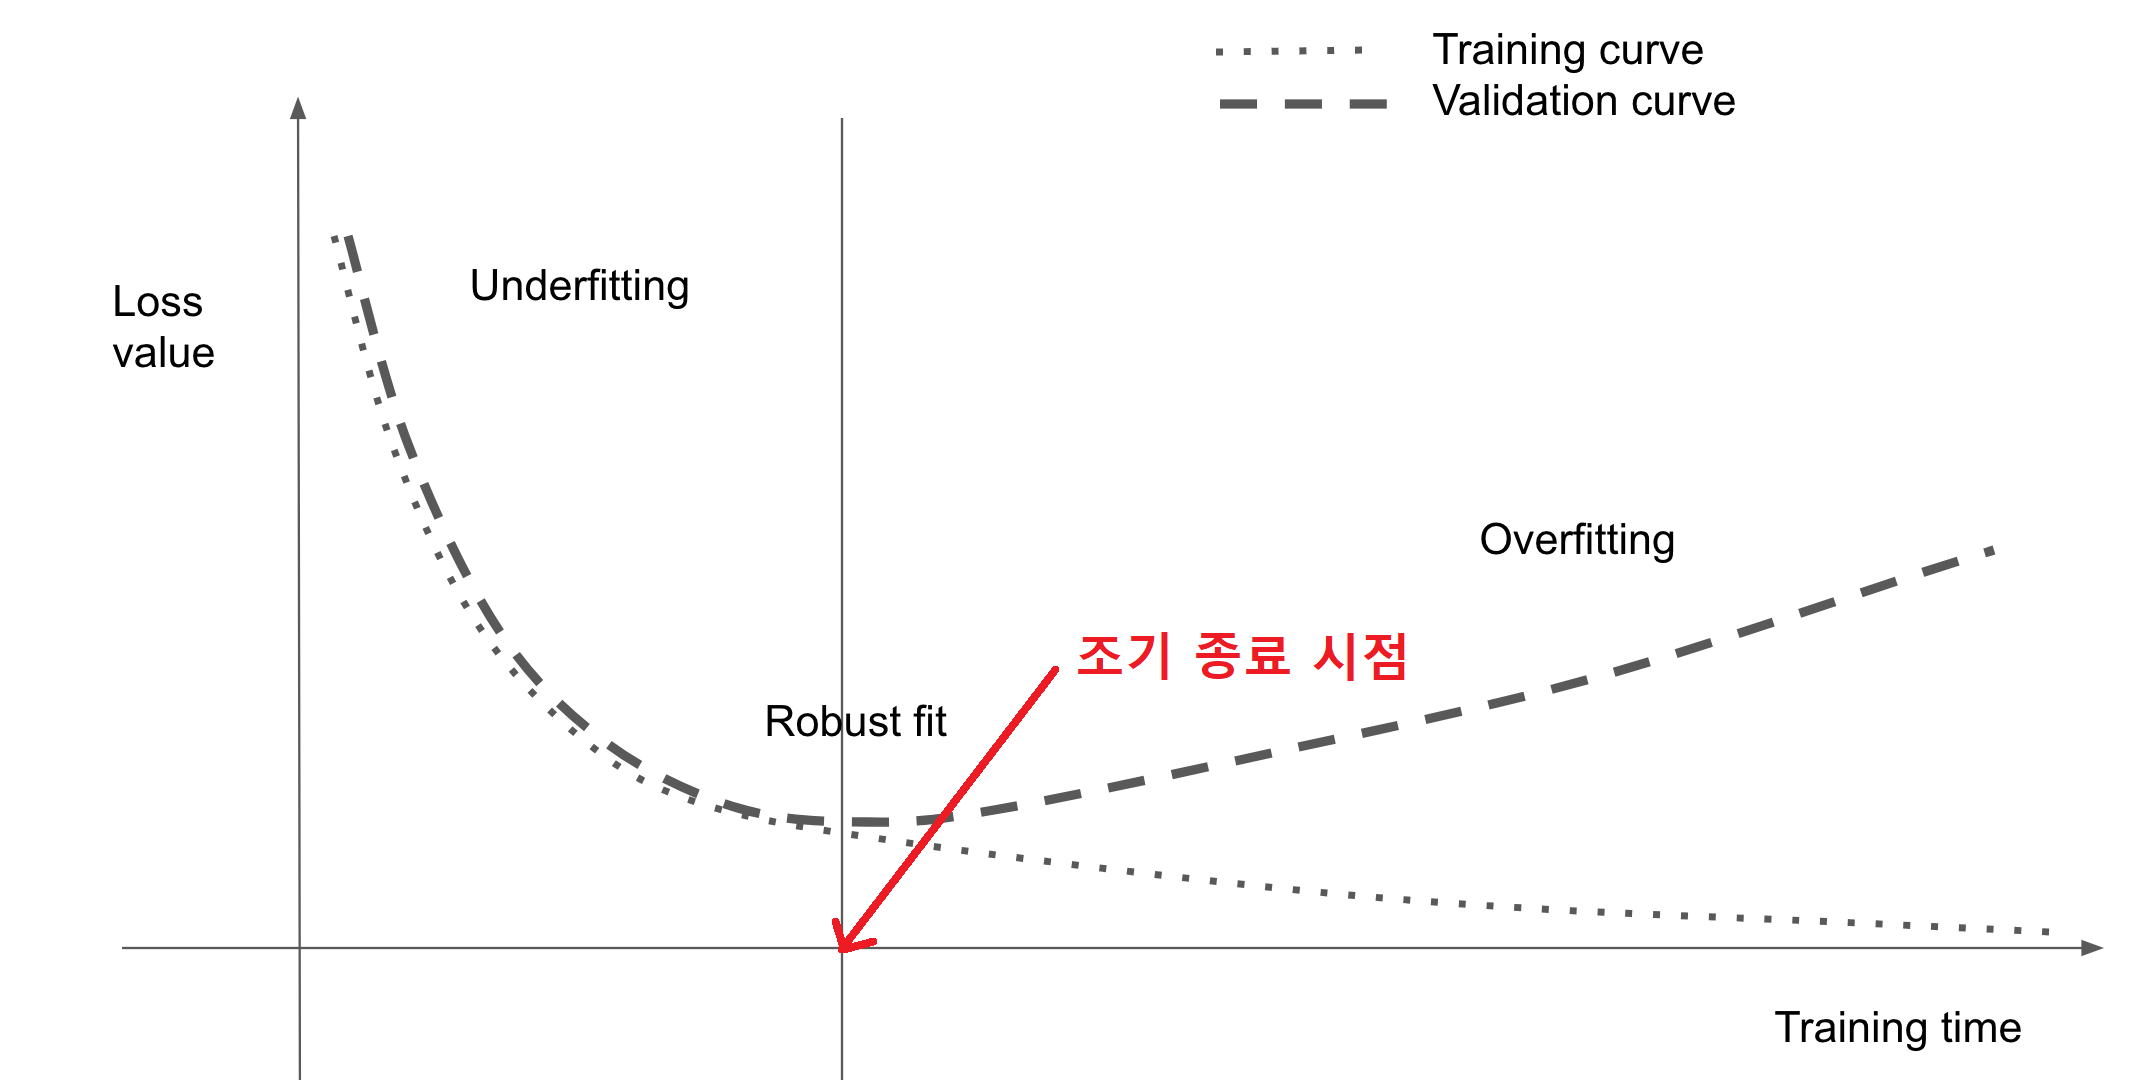 Training curve
Validation curve
Underfitting
Loss
value
Overfitting
조기 종료 시점
Robust fit
Training time